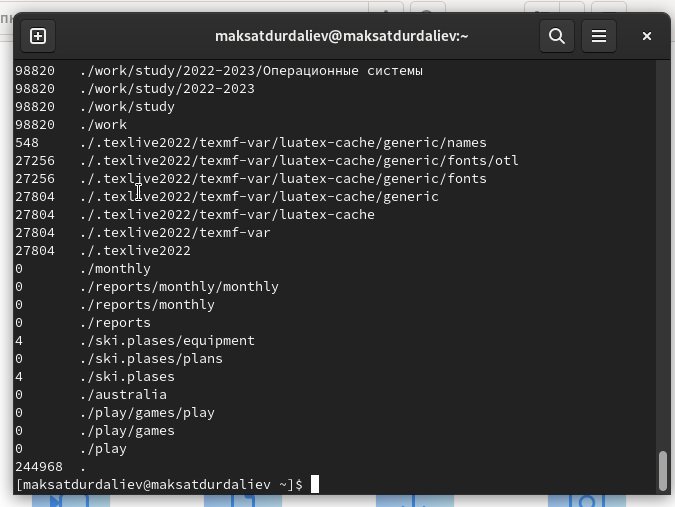 maksatdurdaliev@maksatdurdaliev:~
98820 ./work/study/2022-2023/Операционные системы
98820 ./work/study/2022-2023
98820 ./work/study
98820 ./work
548 ./.texlive2022/texmf-var/luatex-cache/generic/names
27256 ./.texlive2022/texmf-var/luatex-cache/generic/fonts/otl
27256 ./.texlive2022/texmf-var/luatex-cache/generic/fonts
27804 ./.texlive2022/texmf-var/luatex-cache/generic
27804 ./.texlive2022/texmf-var/luatex-cache
27804 ./.texlive2022/texmf-var
27804 ./.texlive2022
0 ./monthly
0 ./reports/monthly/monthly
0 ./reports/monthly
0 ./reports
4 ./ski.plases/equipment
0 ./ski.plases/plans
4 ./ski.plases
0 ./australia
0 ./play/games/play
0 ./play/games
0 ./play
244968 .
[maksatdurdaliev@maksatdurdaliev ~]$